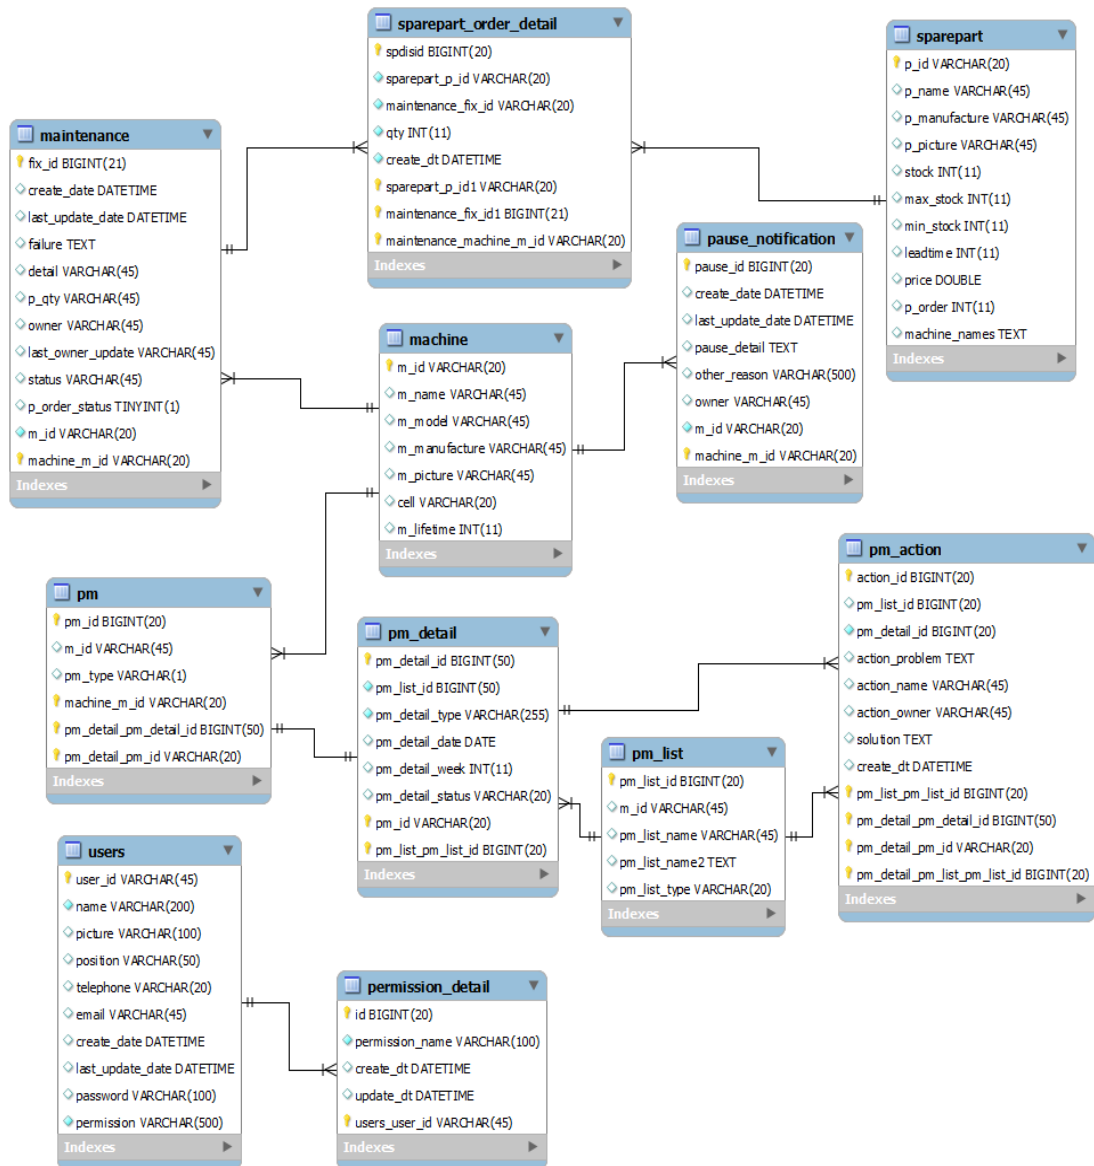 sparepart_order_detail
spdisid BIGINT(20)
sparepart_p_id VARCHAR(20)
maintenance_fix_id VARCHAR(20)
qty INT(11)
create_dt DATETIME
sparepart_p_id1 VARCHAR(20)
maintenance_fix_id1 BIGINT(21)
maintenance_machine_m_id VARCHAR(20)
Indexes
sparepart
p_id VARCHAR(20)
p_name VARCHAR(45)
p_manufacture VARCHAR(45)
p_picture VARCHAR(45)
stock INT(11)
max_stock INT(11)
min_stock INT(11)
leadtime INT(11)
price DOUBLE
p_order INT(11)
machine_names TEXT
Indexes
maintenance
fix_id BIGINT(21)
create_date DATETIME
last_update_date DATETIME
failure TEXT
detail VARCHAR(45)
p_qty VARCHAR(45)
owner VARCHAR(45)
last_owner_update VARCHAR(45)
status VARCHAR(45)
p_order_status TINYINT(1)
m_id VARCHAR(20)
machine_m_id VARCHAR(20)
Indexes
pause_notification
pause_id BIGINT(20)
create_date DATETIME
last_update_date DATETIME
pause_detail TEXT
other_reason VARCHAR(500)
owner VARCHAR(45)
m_id VARCHAR(20)
machine_m_id VARCHAR(20)
Indexes
machine
m_id VARCHAR(20)
m_name VARCHAR(45)
m_model VARCHAR(45)
m_manufacture VARCHAR(45)
m_picture VARCHAR(45)
cell VARCHAR(20)
m_lifetime INT(11)
Indexes
pm
pm_id BIGINT(20)
m_id VARCHAR(45)
pm_type VARCHAR(1)
machine_m_id VARCHAR(20)
pm_detail_pm_detail_id BIGINT(50)
pm_detail_pm_id VARCHAR(20)
Indexes
pm_detail
pm_detail_id BIGINT(50)
pm_list_id BIGINT(50)
pm_detail_type VARCHAR(255)
pm_detail_date DATE
pm_detail_week INT(11)
pm_detail_status VARCHAR(20)
pm_id VARCHAR(20)
pm_list_pm_list_id BIGINT(20)
Indexes
pm_action
action_id BIGINT(20)
pm_list_id BIGINT(20)
pm_detail_id BIGINT(20)
action_problem TEXT
action_name VARCHAR(45)
action_owner VARCHAR(45)
solution TEXT
create_dt DATETIME
pm_list_pm_list_id BIGINT(20)
pm_detail_pm_detail_id BIGINT(50)
pm_detail_pm_id VARCHAR(20)
pm_detail_pm_list_pm_list_id BIGINT(20)
Indexes
pm_list
pm_list_id BIGINT(20)
m_id VARCHAR(45)
pm_list_name VARCHAR(45)
pm_list_name2 TEXT
pm_list_type VARCHAR(20)
Indexes
users
user_id VARCHAR(45)
name VARCHAR(200)
picture VARCHAR(100)
position VARCHAR(50)
telephone VARCHAR(20)
email VARCHAR(45)
create_date DATETIME
last_update_date DATETIME
password VARCHAR(100)
permission VARCHAR(500)
Indexes
permission_detail
id BIGINT(20)
permission_name VARCHAR(100)
create_dt DATETIME
update_dt DATETIME
users_user_id VARCHAR(45)
Indexes